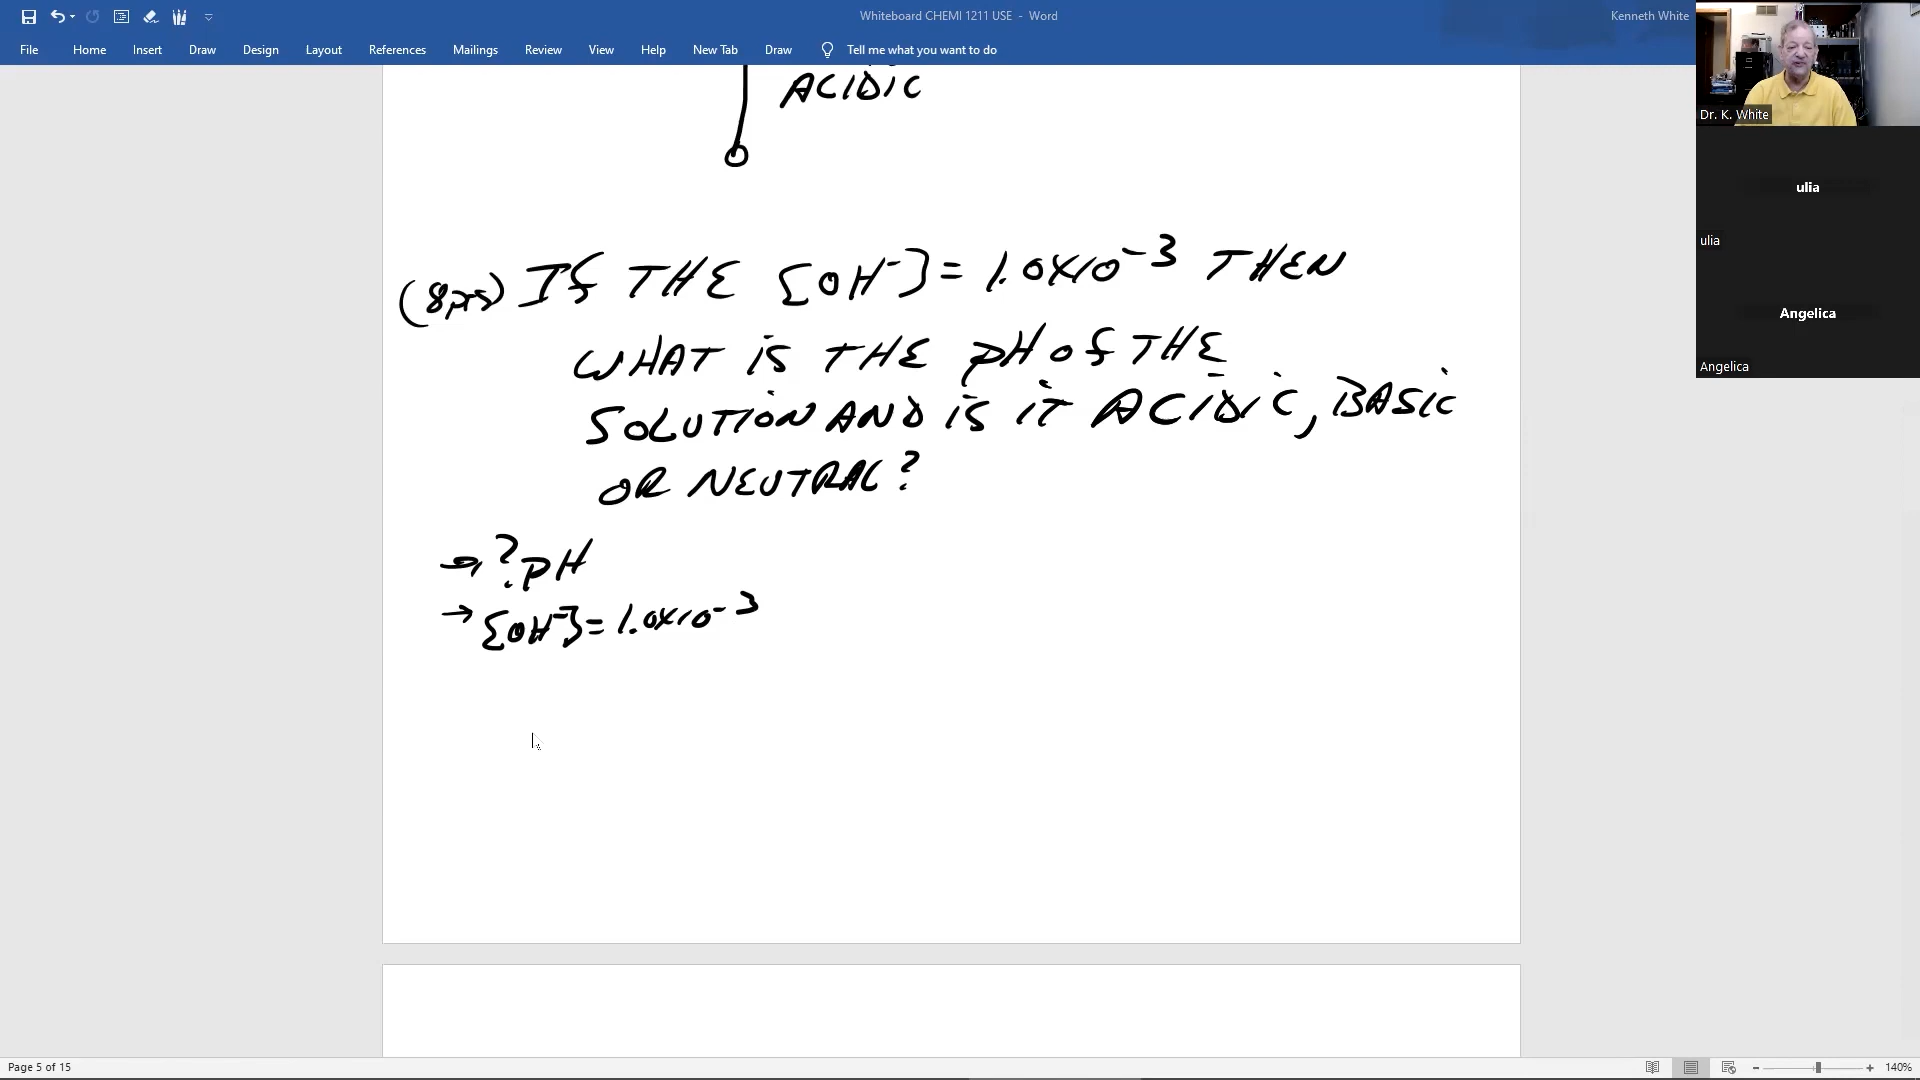 Whiteboard CHEMI 1211 USE - Word
Kenneth White
File Home Insert Draw Design Layout References Mailings Review View Help New Tab Draw Tell me what you want to do
Dr. K. White
ulia
ulia
Angelica
Angelica
ACIDIC
(8pts) If THE [OH⁻] = 1.0x10⁻³ THEN
WHAT is THE pH of THE
SOLUTION AND is iT ACIDIC, BASIC
OR NEUTRAL?
→ ? pH
→ [OH⁻] = 1.0x10⁻³
Page 5 of 15
140%